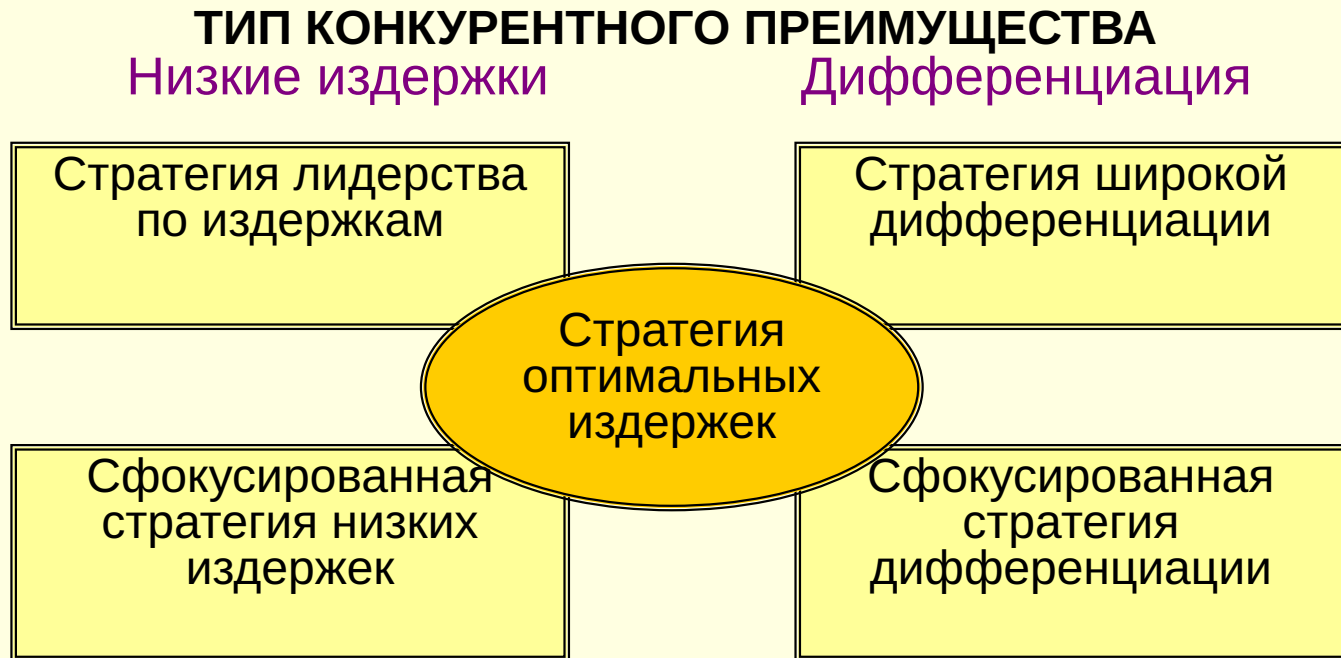 ТИП КОНКУРЕНТНОГО ПРЕИМУЩЕСТВА
Низкие издержки
Дифференциация
Стратегия лидерства
по издержкам
Стратегия широкой
дифференциации
Стратегия
оптимальных
издержек
Сфокусированная
стратегия низких
издержек
Сфокусированная
стратегия
дифференциации